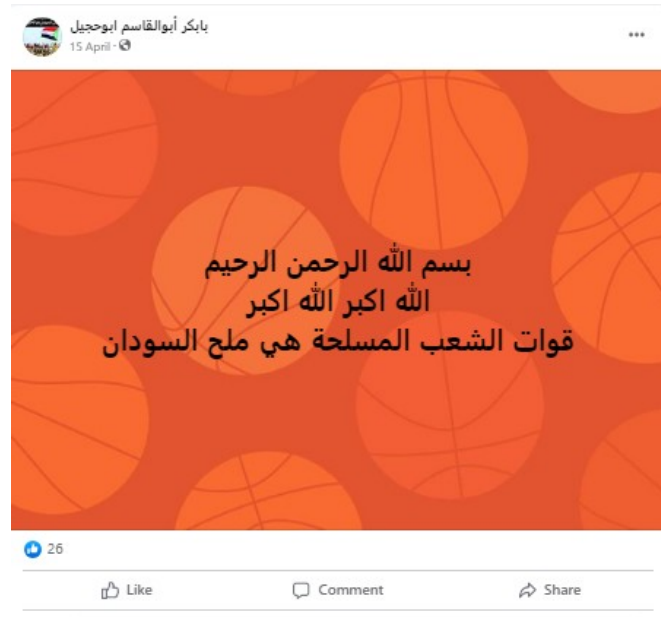 بابكر أبوالقاسم ابوحجيل
15 April ·
بسم الله الرحمن الرحيم
الله اكبر الله اكبر
قوات الشعب المسلحة هي ملح السودان
26
Like Comment Share